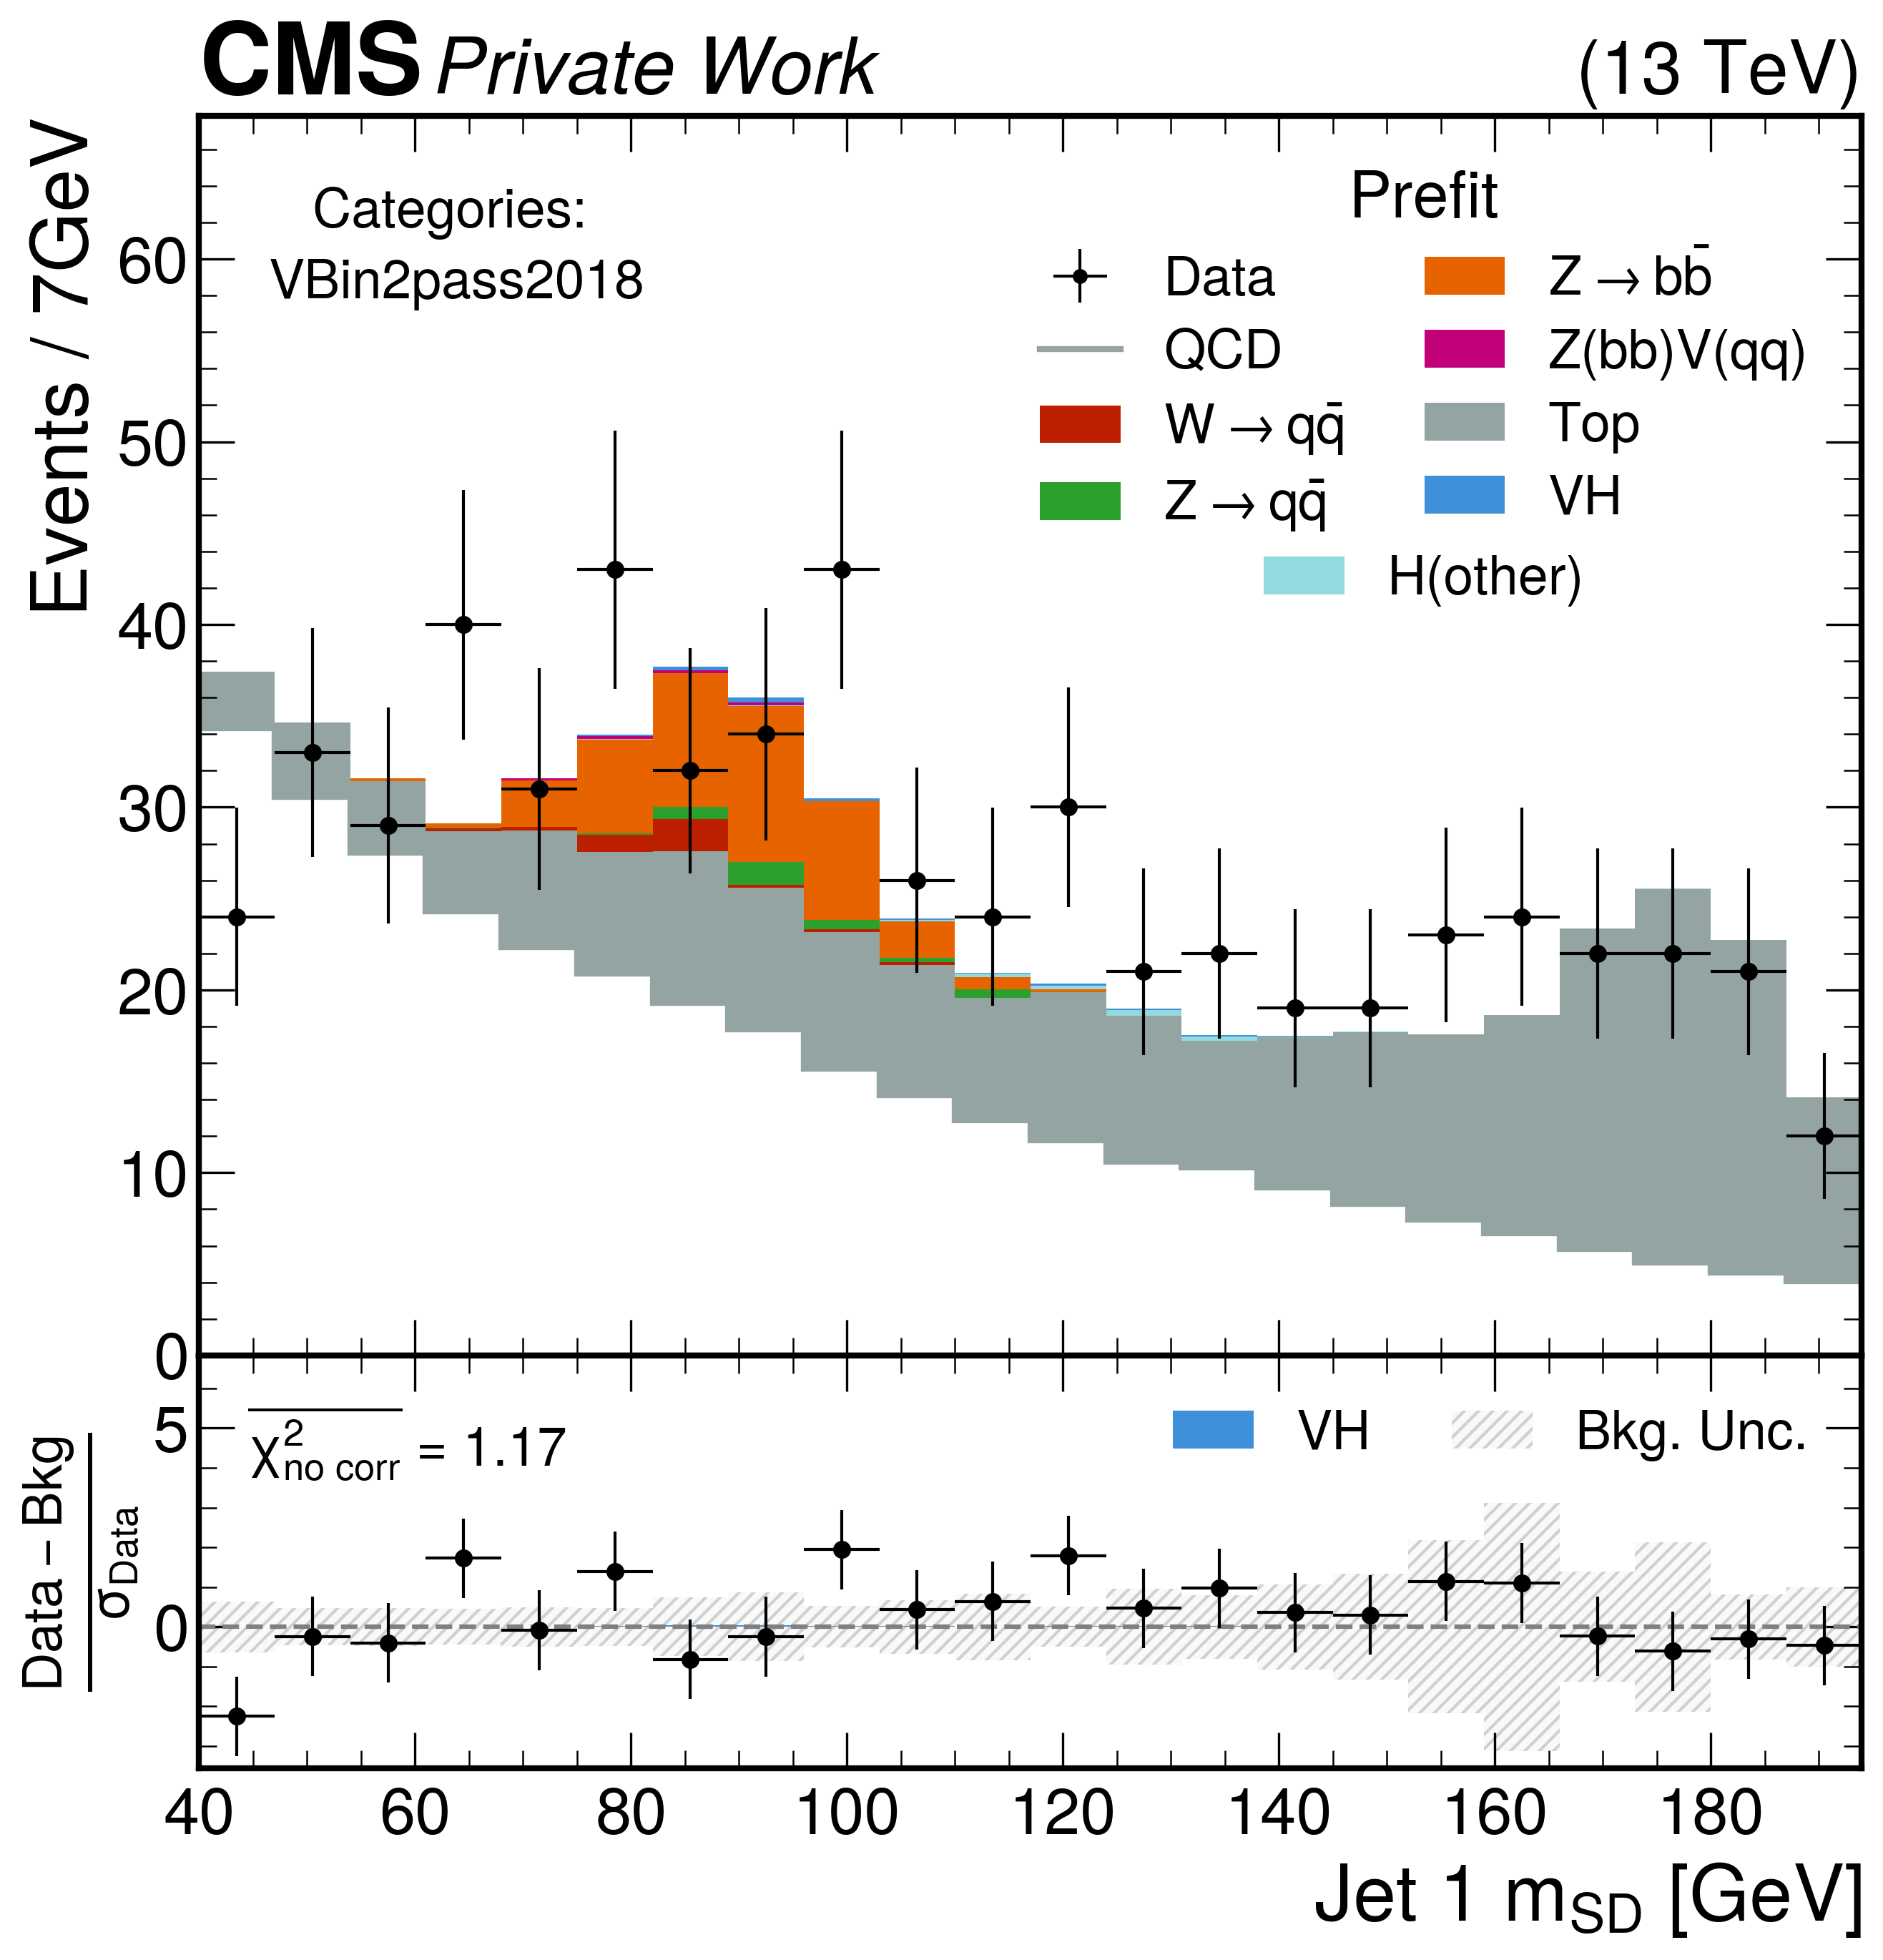 CMS Private Work (13 TeV)
Events / 7GeV
Categories:
VBin2pass2018
Prefit
Data
QCD
W → qq̄
Z → qq̄
Z → bb̄
Z(bb)V(qq)
Top
VH
H(other)
60
50
40
30
20
10
0
Data − Bkg
σData
5
0
χ²no corr = 1.17
VH
Bkg. Unc.
40 60 80 100 120 140 160 180
Jet 1 mSD [GeV]